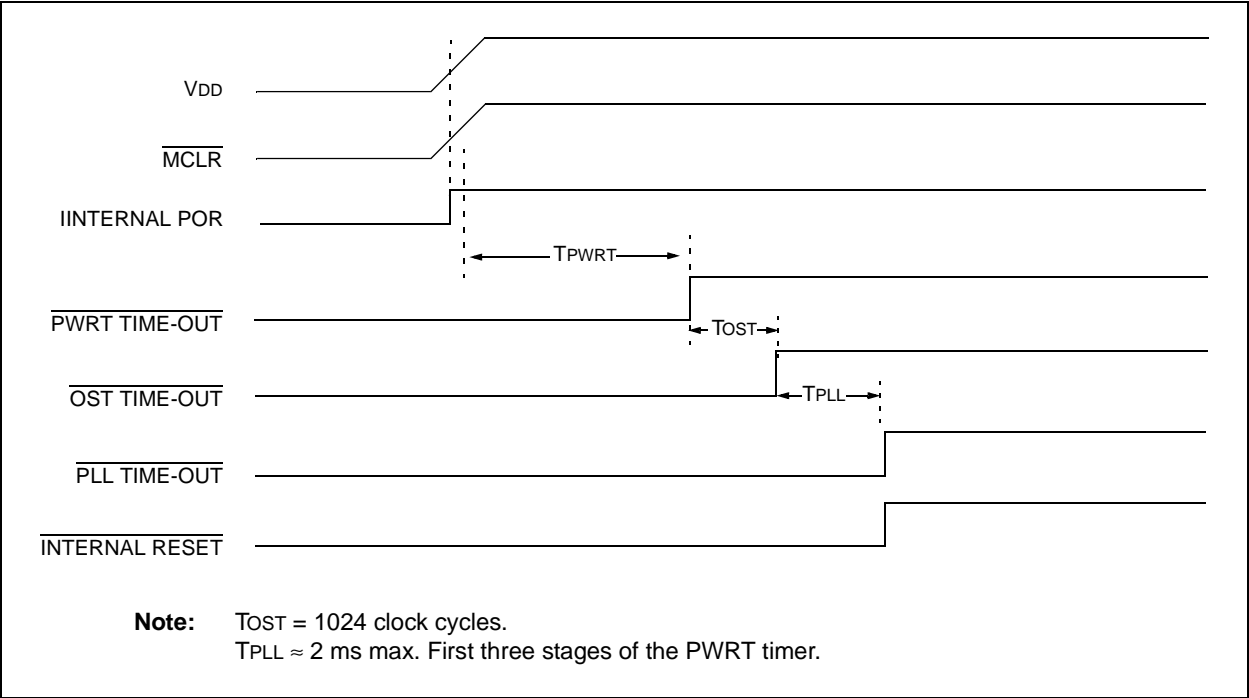 VDD
MCLR
IINTERNAL POR
TPWRT
PWRT TIME-OUT
TOST
OST TIME-OUT
TPLL
PLL TIME-OUT
INTERNAL RESET
Note: TOST = 1024 clock cycles.
TPLL ≈ 2 ms max. First three stages of the PWRT timer.